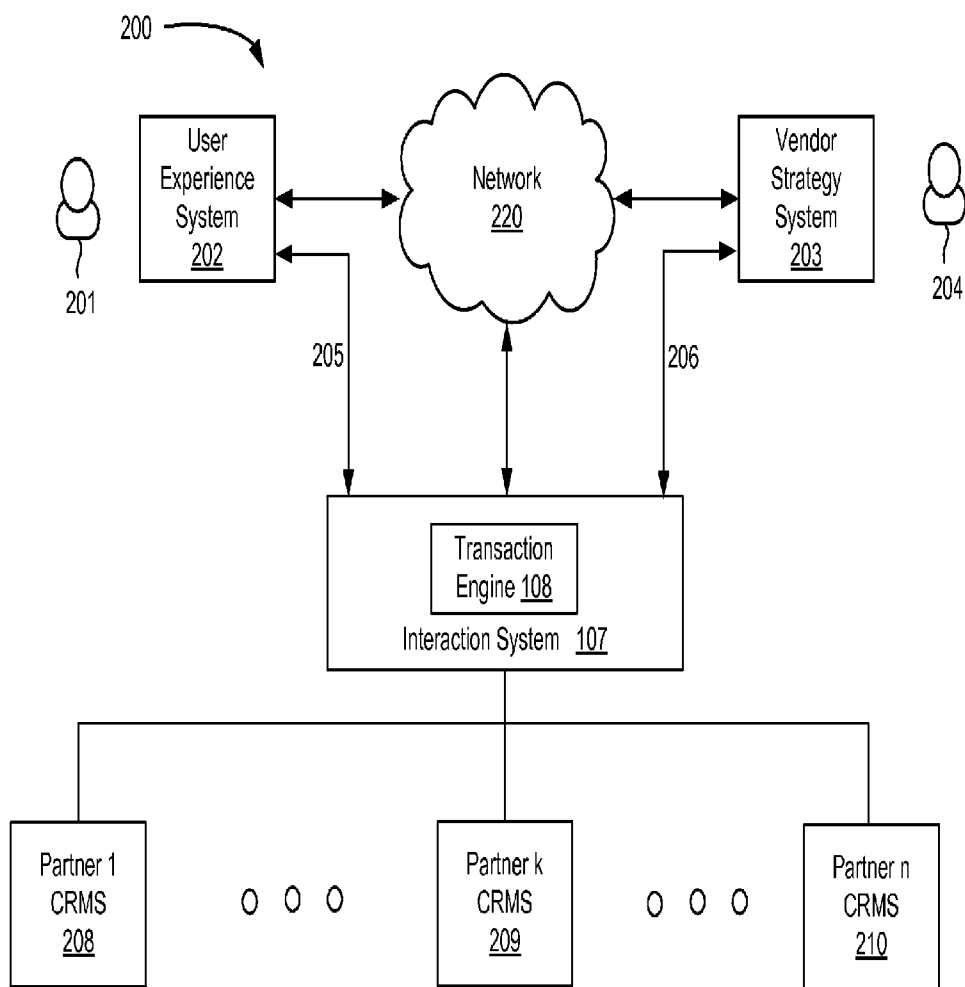 200
User
Experience
System
202
Network
220
Vendor
Strategy
System
203
201
204
205
206
Transaction
Engine 108
Interaction System 107
Partner 1
CRMS
208
Partner k
CRMS
209
Partner n
CRMS
210